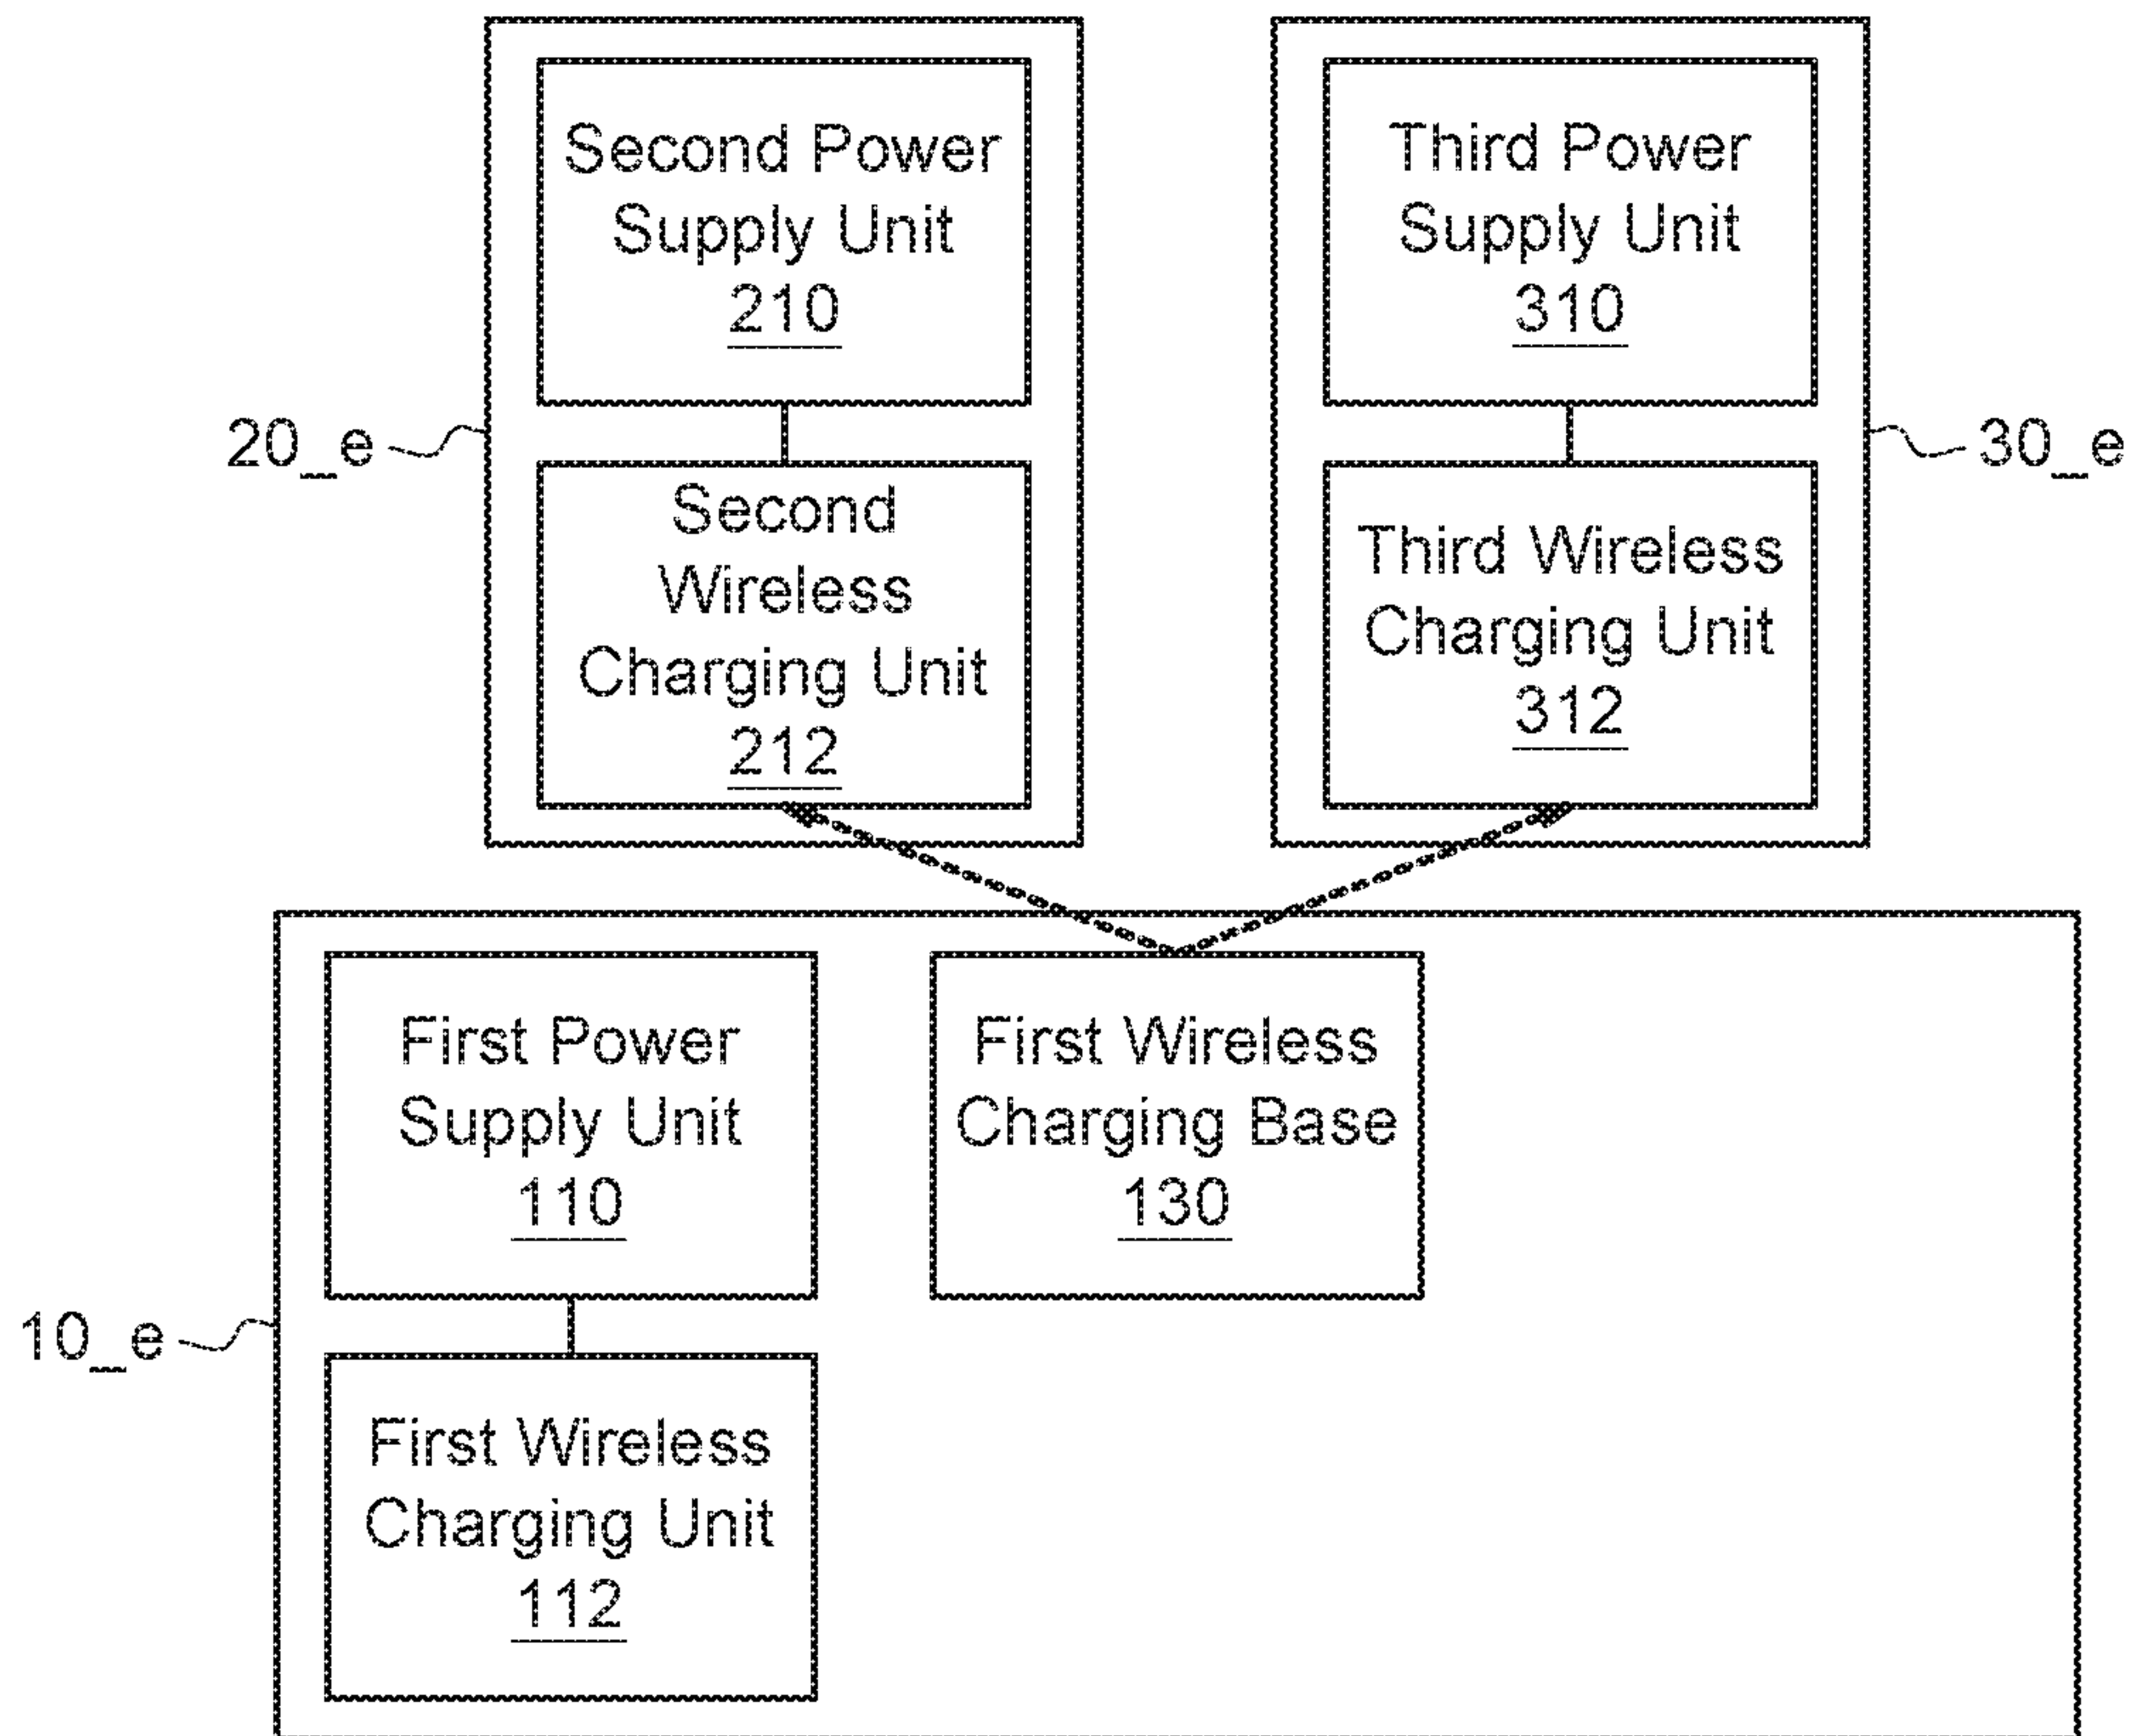 Second Power
Supply Unit
210
Third Power
Supply Unit
310
20_e
30_e
Second
Wireless
Charging Unit
212
Third Wireless
Charging Unit
312
First Power
Supply Unit
110
First Wireless
Charging Base
130
10_e
First Wireless
Charging Unit
112